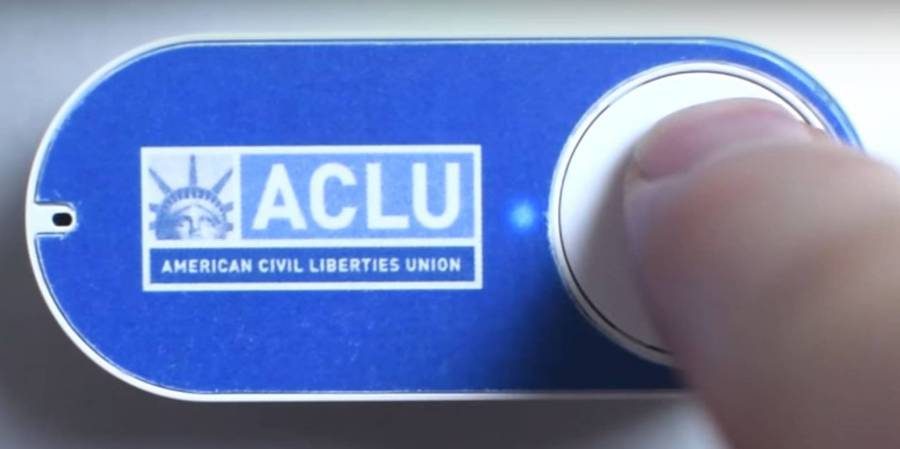 ACLU
AMERICAN CIVIL LIBERTIES UNION